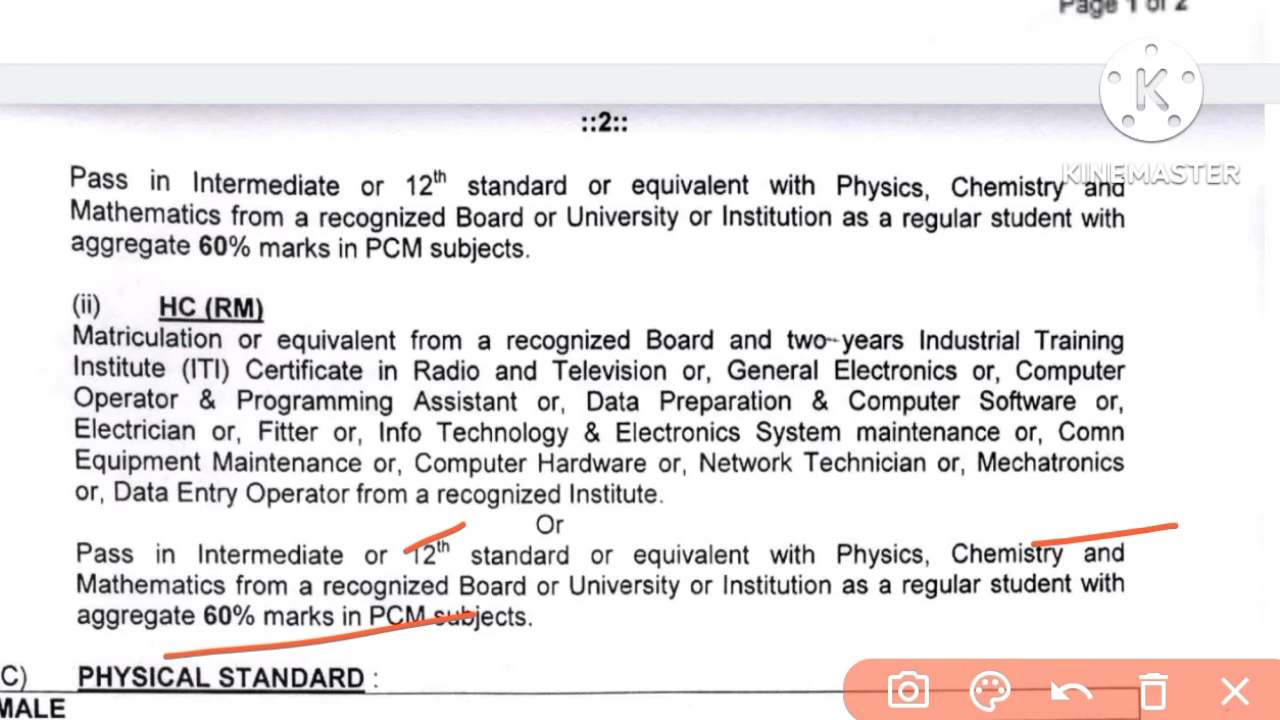 Page 1 of 2
K
KINEMASTER
::2::
Pass in Intermediate or 12th standard or equivalent with Physics, Chemistry and
Mathematics from a recognized Board or University or Institution as a regular student with
aggregate 60% marks in PCM subjects.
(ii) HC (RM)
Matriculation or equivalent from a recognized Board and two years Industrial Training
Institute (ITI) Certificate in Radio and Television or, General Electronics or, Computer
Operator & Programming Assistant or, Data Preparation & Computer Software or,
Electrician or, Fitter or, Info Technology & Electronics System maintenance or, Comn
Equipment Maintenance or, Computer Hardware or, Network Technician or, Mechatronics
or, Data Entry Operator from a recognized Institute.
Or
Pass in Intermediate or 12th standard or equivalent with Physics, Chemistry and
Mathematics from a recognized Board or University or Institution as a regular student with
aggregate 60% marks in PCM subjects.
C) PHYSICAL STANDARD :
MALE